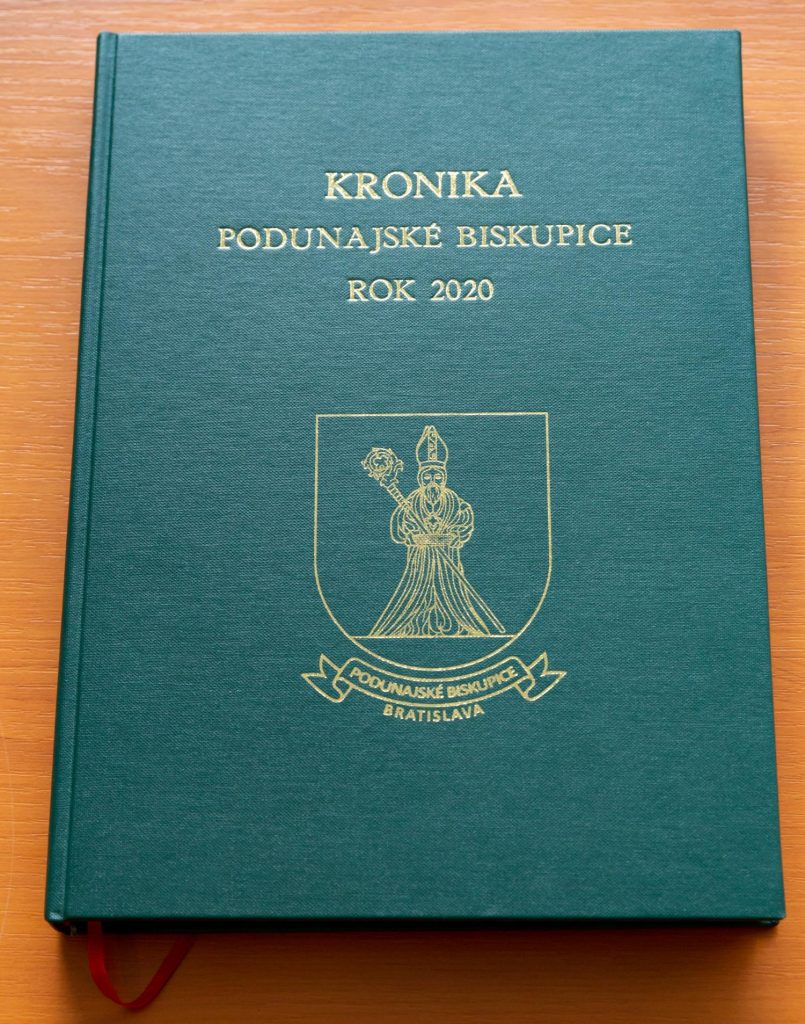 KRONIKA
PODUNAJSKÉ BISKUPICE
ROK 2020
PODUNAJSKÉ BISKUPICE
BRATISLAVA